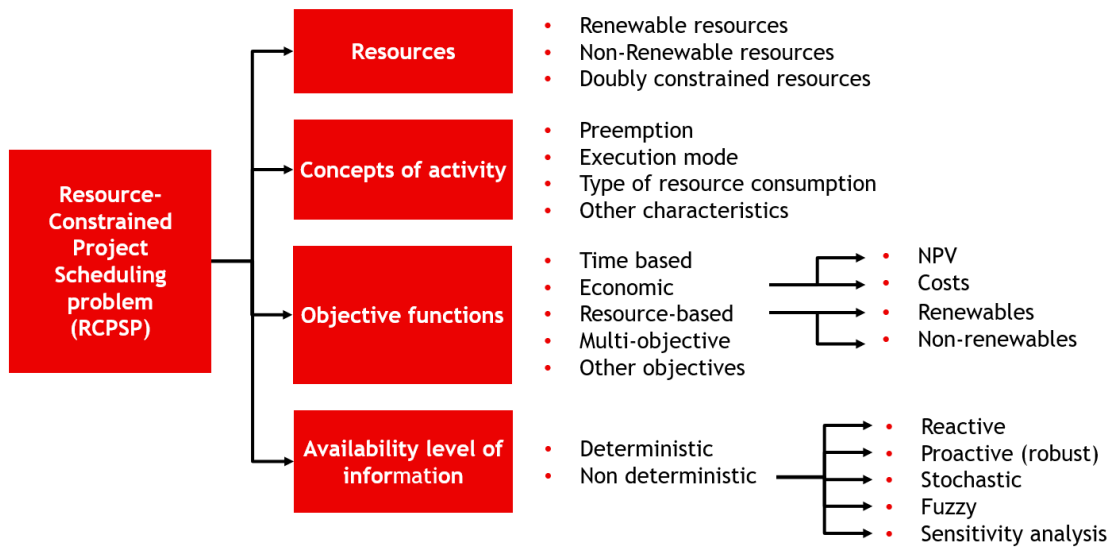 Resource-
Constrained
Project
Scheduling
problem
(RCPSP)
Resources
• Renewable resources
• Non-Renewable resources
• Doubly constrained resources
Concepts of activity
• Preemption
• Execution mode
• Type of resource consumption
• Other characteristics
Objective functions
• Time based
• Economic
• Resource-based
• Multi-objective
• Other objectives
• NPV
• Costs
• Renewables
• Non-renewables
Availability level of
information
• Deterministic
• Non deterministic
• Reactive
• Proactive (robust)
• Stochastic
• Fuzzy
• Sensitivity analysis